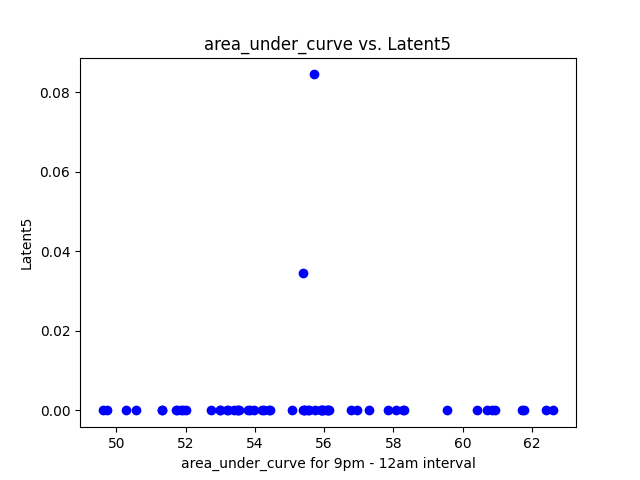 area_under_curve vs. Latent5
0.08
0.06
0.04
0.02
0.00
Latent5
50 52 54 56 58 60 62
area_under_curve for 9pm - 12am interval